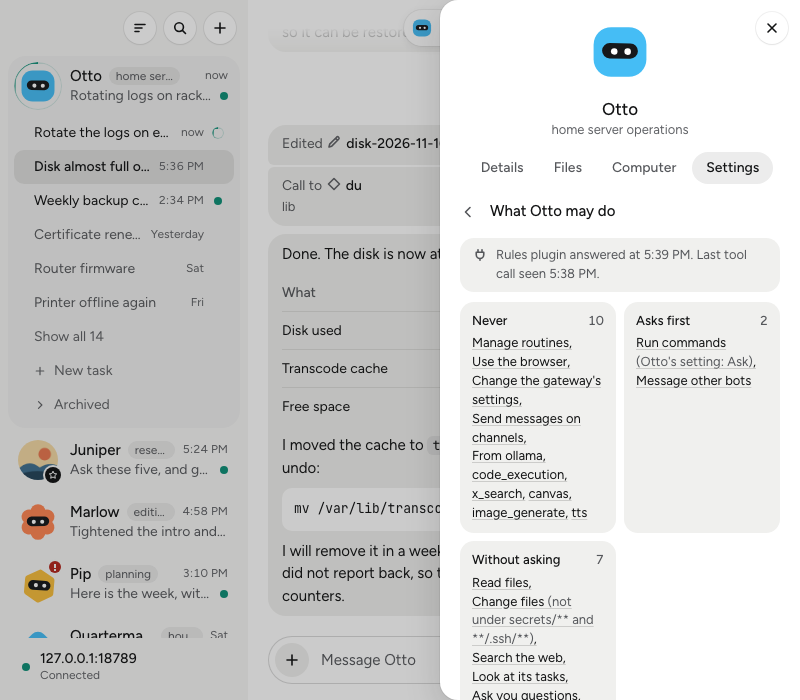 Otto home ser... now
Rotating logs on rack...
Rotate the logs on e... now
Disk almost full o... 5:36 PM
Weekly backup c... 2:34 PM
Certificate rene... Yesterday
Router firmware Sat
Printer offline again Fri
Show all 14
+ New task
Archived
Juniper rese... 5:24 PM
Ask these five, and g...
Marlow editi... 4:58 PM
Tightened the intro and...
Pip planning 3:10 PM
Here is the week, wit...
Quarterma hou... Sat
127.0.0.1:18789
Connected
so it can be restor
Edited disk-2026-11-1
Call to du
lib
Done. The disk is now at
What
Disk used
Transcode cache
Free space
I moved the cache to
undo:
mv /var/lib/transco
I will remove it in a week
did not report back, so t
counters.
Message Otto
Otto
home server operations
Details Files Computer Settings
What Otto may do
Rules plugin answered at 5:39 PM. Last tool
call seen 5:38 PM.
Never 10
Manage routines,
Use the browser,
Change the gateway's
settings,
Send messages on
channels,
From ollama,
code_execution,
x_search, canvas,
image_generate, tts
Asks first 2
Run commands
(Otto's setting: Ask),
Message other bots
Without asking 7
Read files,
Change files (not
under secrets/** and
**/.ssh/**),
Search the web,
Look at its tasks,
Ask you questions,